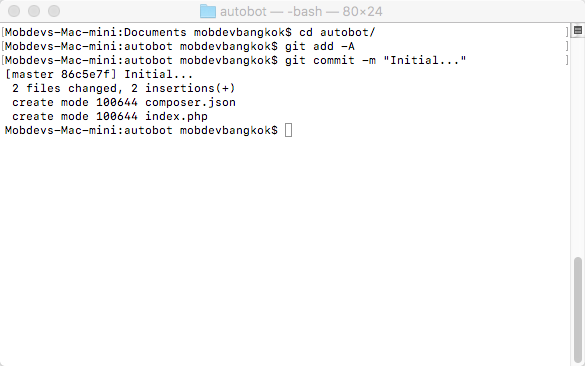 autobot — -bash — 80×24
[Mobdevs-Mac-mini:Documents mobdevbangkok$ cd autobot/ ]
[Mobdevs-Mac-mini:autobot mobdevbangkok$ git add -A ]
[Mobdevs-Mac-mini:autobot mobdevbangkok$ git commit -m "Initial..." ]
[master 86c5e7f] Initial...
 2 files changed, 2 insertions(+)
 create mode 100644 composer.json
 create mode 100644 index.php
Mobdevs-Mac-mini:autobot mobdevbangkok$